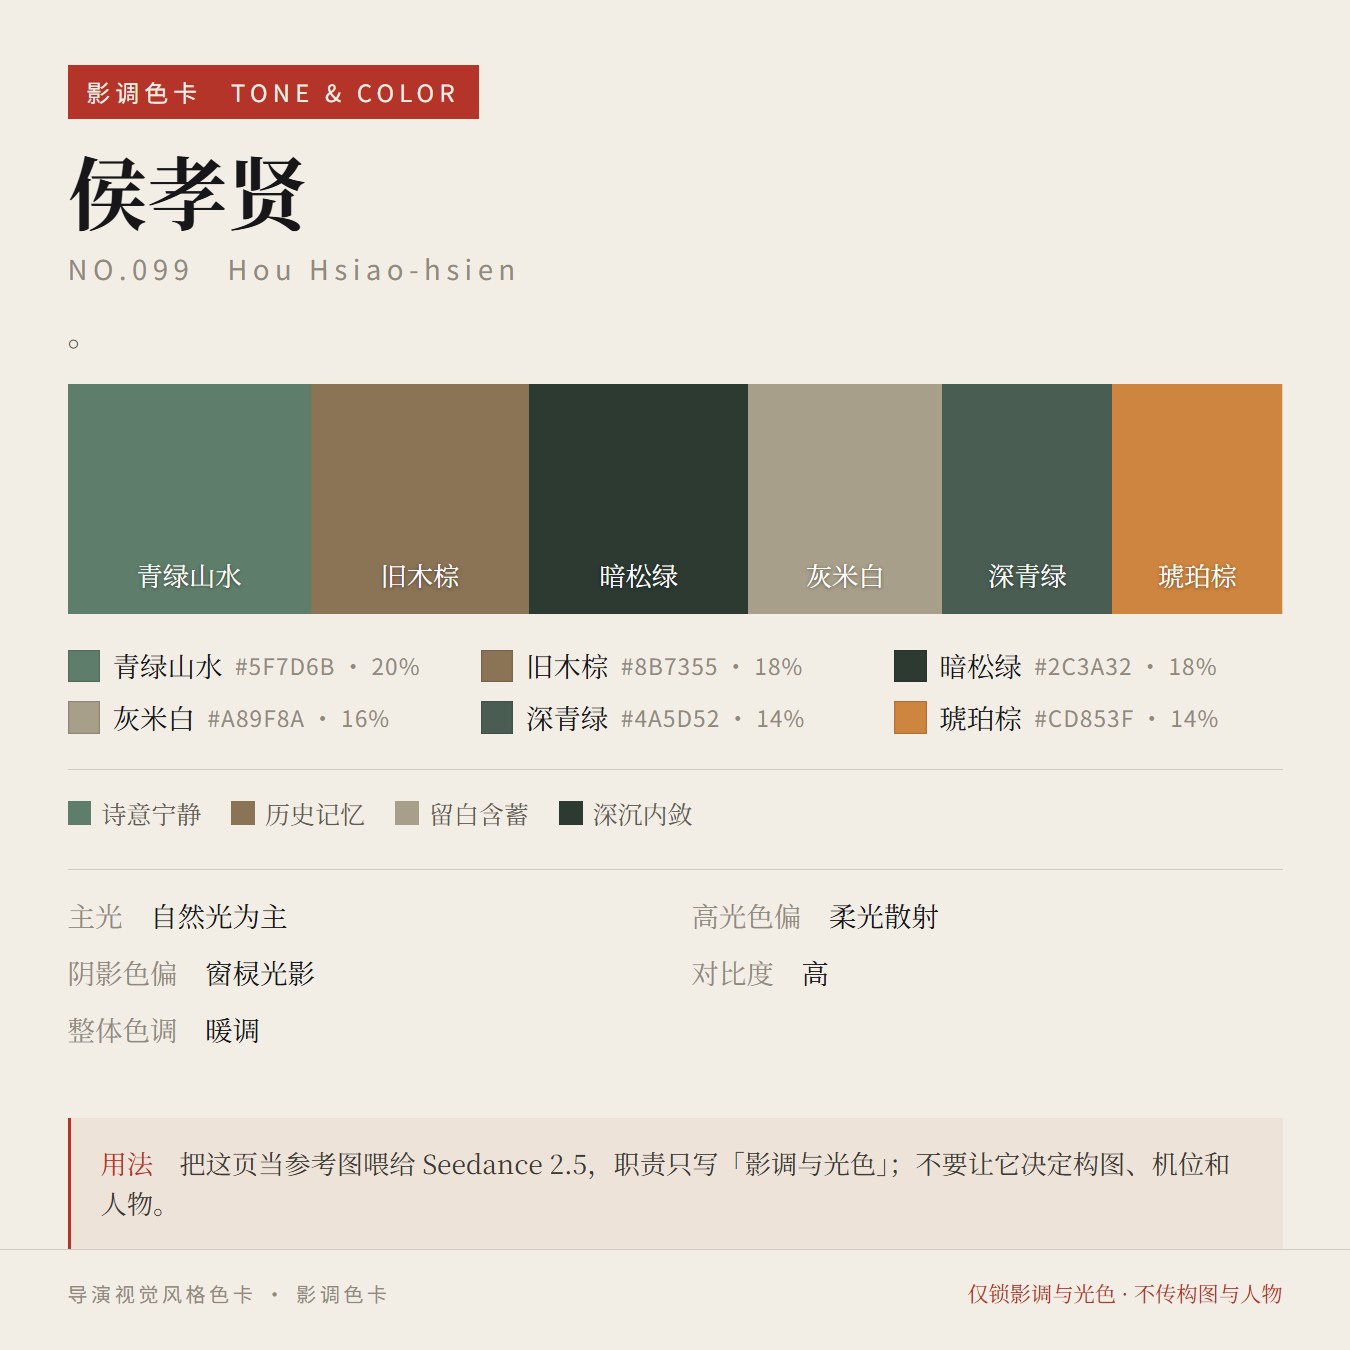 影调色卡 TONE & COLOR
侯孝贤
NO.099 Hou Hsiao-hsien
。
青绿山水 旧木棕 暗松绿 灰米白 深青绿 琥珀棕
青绿山水 #5F7D6B · 20% 旧木棕 #8B7355 · 18% 暗松绿 #2C3A32 · 18%
灰米白 #A89F8A · 16% 深青绿 #4A5D52 · 14% 琥珀棕 #CD853F · 14%
诗意宁静 历史记忆 留白含蓄 深沉内敛
主光 自然光为主 高光色偏 柔光散射
阴影色偏 窗棂光影 对比度 高
整体色调 暖调
用法 把这页当参考图喂给 Seedance 2.5，职责只写「影调与光色」；不要让它决定构图、机位和
人物。
导演视觉风格色卡 · 影调色卡 仅锁影调与光色 · 不传构图与人物